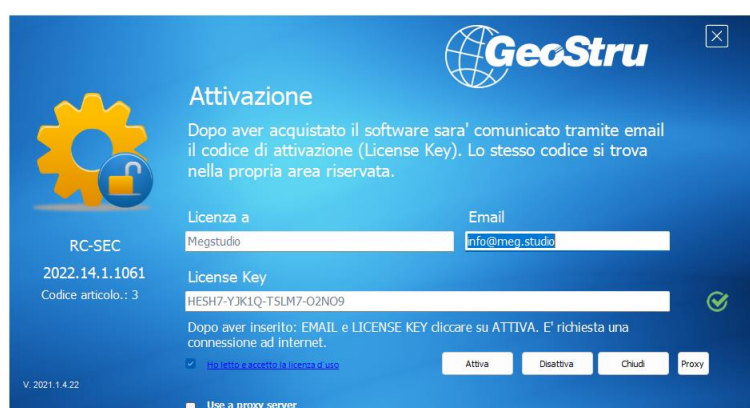 GeoStru
Attivazione
Dopo aver acquistato il software sara' comunicato tramite email
il codice di attivazione (License Key). Lo stesso codice si trova
nella propria area riservata.
Licenza a
Email
Megstudio
info@meg.studio
RC-SEC
2022.14.1.1061
Codice articolo.: 3
License Key
HESH7-YJK1Q-TSLM7-O2NO9
Dopo aver inserito: EMAIL e LICENSE KEY cliccare su ATTIVA. E' richiesta una
connessione ad internet.
Ho letto e accetto la licenza d'uso
Attiva
Disattiva
Chiudi
Proxy
V. 2021.1.4.22
Use a proxy server